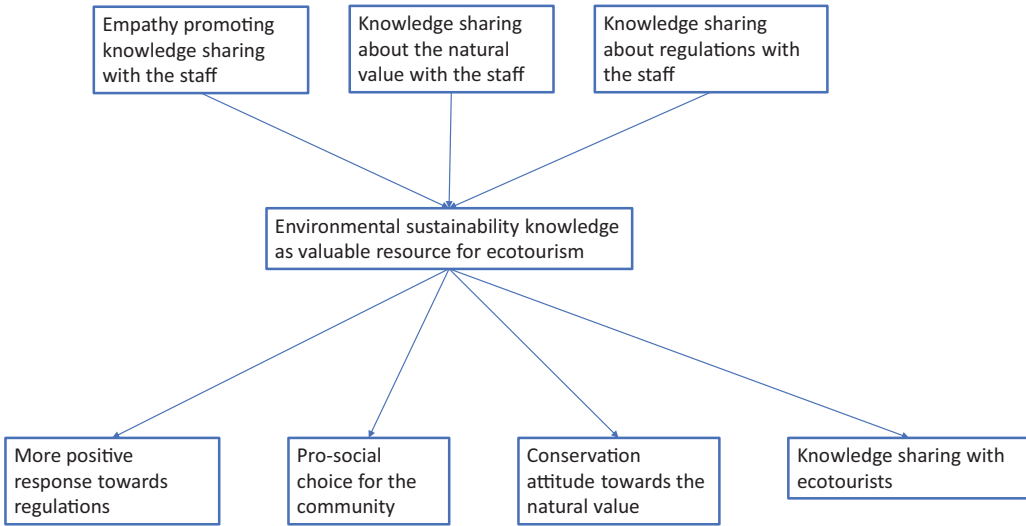 Empathy promoting
knowledge sharing
with the staff
Knowledge sharing
about the natural
value with the staff
Knowledge sharing
about regulations with
the staff
Environmental sustainability knowledge
as valuable resource for ecotourism
More positive
response towards
regulations
Pro-social
choice for the
community
Conservation
attitude towards the
natural value
Knowledge sharing with
ecotourists